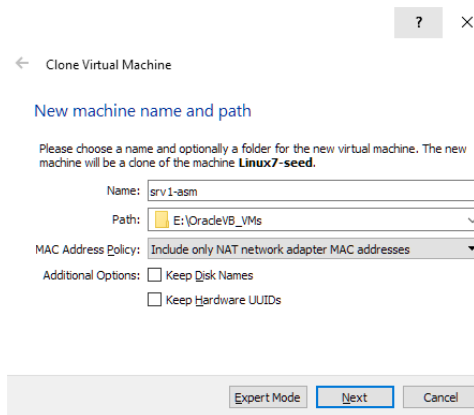 ?
Clone Virtual Machine
New machine name and path
Please choose a name and optionally a folder for the new virtual machine. The new
machine will be a clone of the machine Linux7-seed.
Name: srv1-asm
Path: E:\OracleVB_VMs
MAC Address Policy: Include only NAT network adapter MAC addresses
Additional Options: Keep Disk Names
Keep Hardware UUIDs
Expert Mode Next Cancel